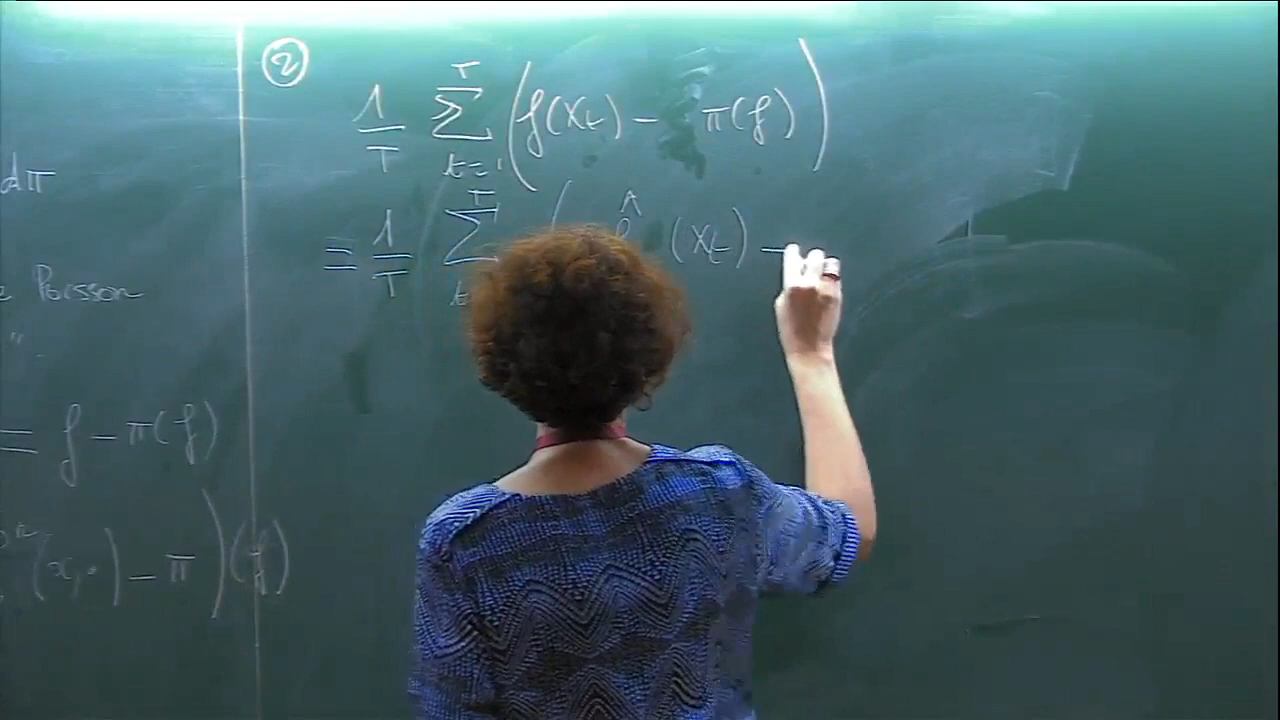 dπ
Poisson
"
= f - π(f)
(x, ·) - π ) (f)
②
1/T ∑_{t=1}^{T} ( f(X_t) - π(f) )
= 1/T ∑^{T} ( ^ (X_t) -